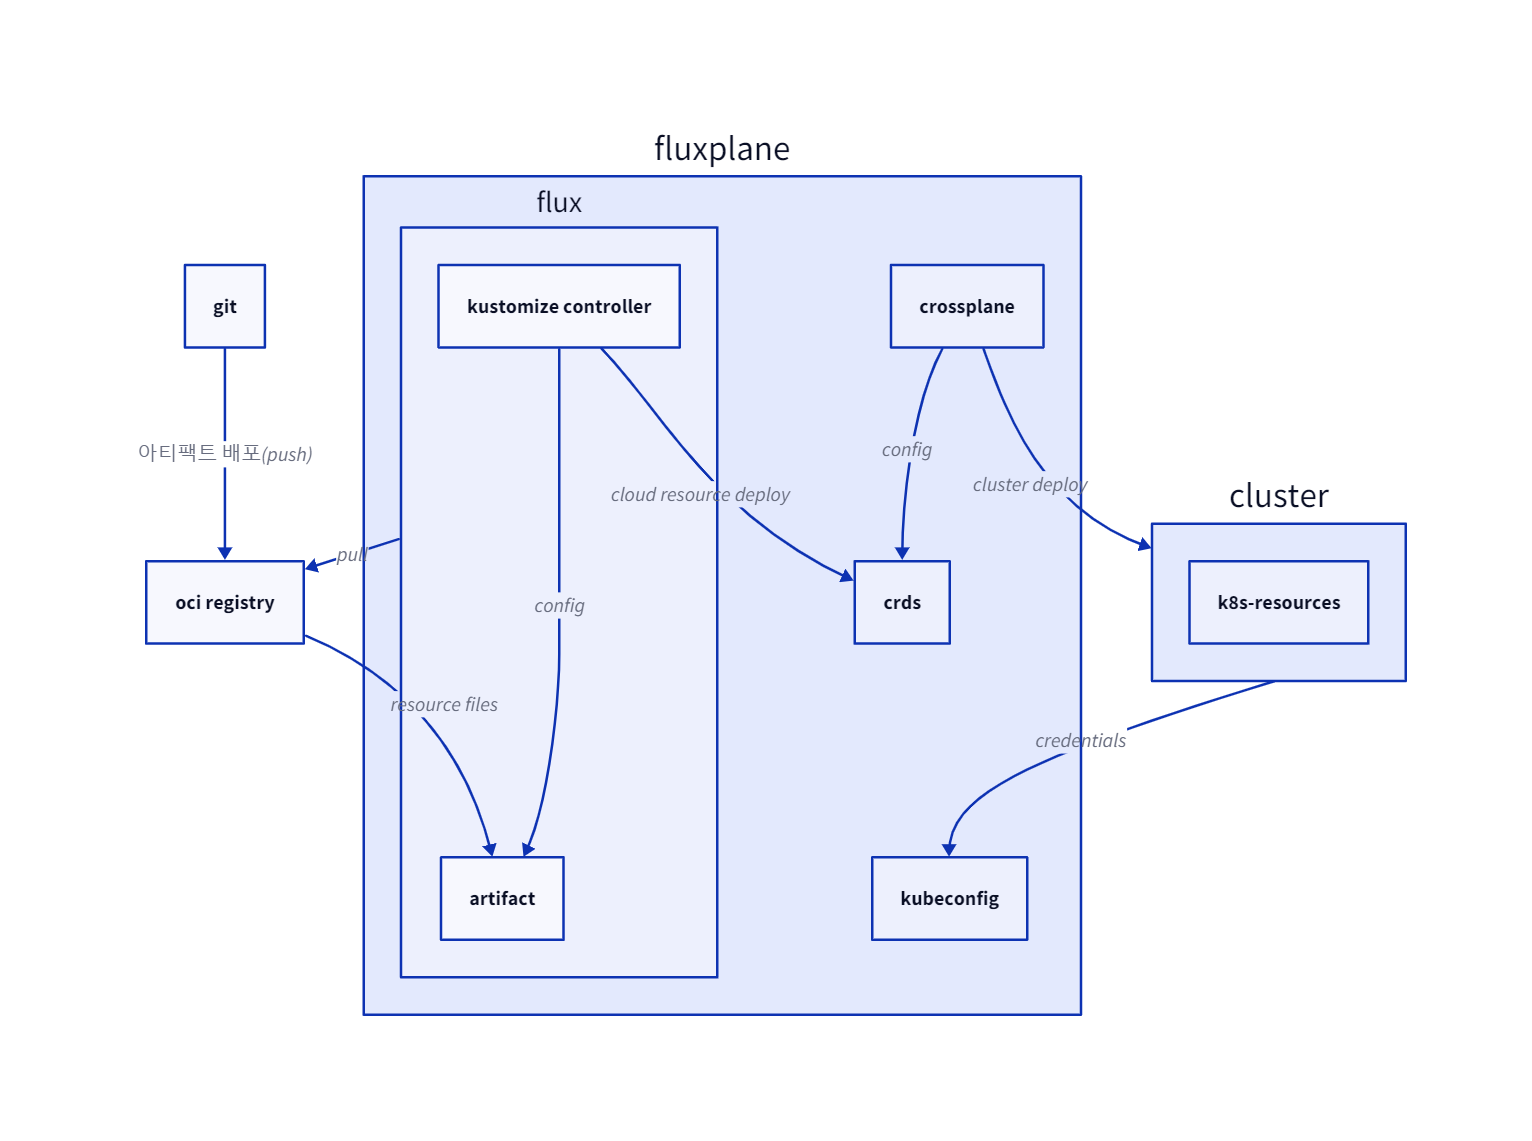 fluxplane
flux
git
kustomize controller
crossplane
아티팩트 배포(push)
config
cluster deploy
cloud resource deploy
cluster
pull
oci registry
config
crds
k8s-resources
resource files
credentials
artifact
kubeconfig